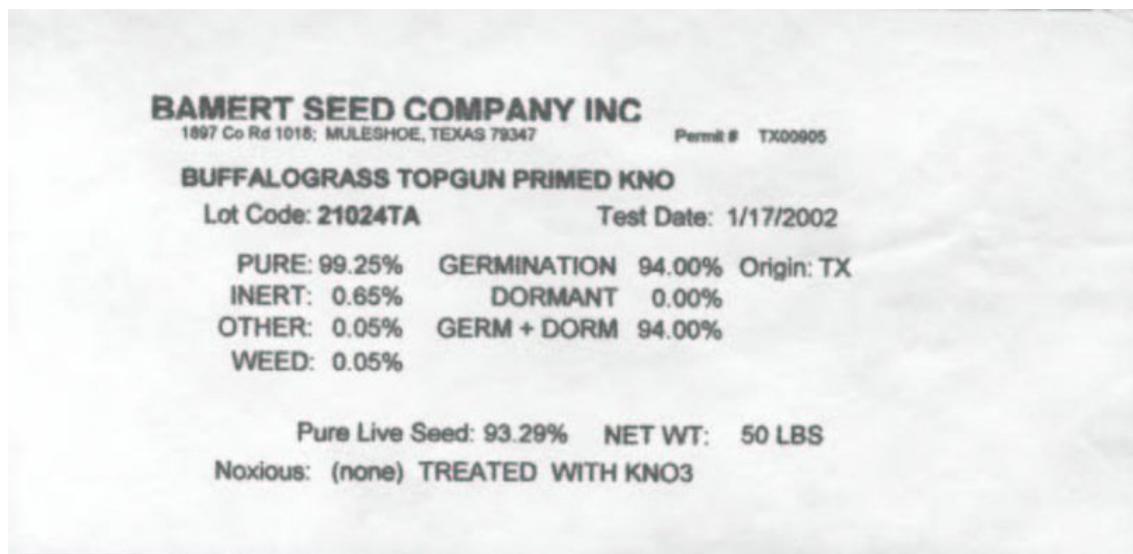 BAMERT SEED COMPANY INC
1897 Co Rd 1018; MULESHOE, TEXAS 79347 Permit # TX00905
BUFFALOGRASS TOPGUN PRIMED KNO
Lot Code: 21024TA Test Date: 1/17/2002
PURE: 99.25% GERMINATION 94.00% Origin: TX
INERT: 0.65% DORMANT 0.00%
OTHER: 0.05% GERM + DORM 94.00%
WEED: 0.05%
Pure Live Seed: 93.29% NET WT: 50 LBS
Noxious: (none) TREATED WITH KNO3